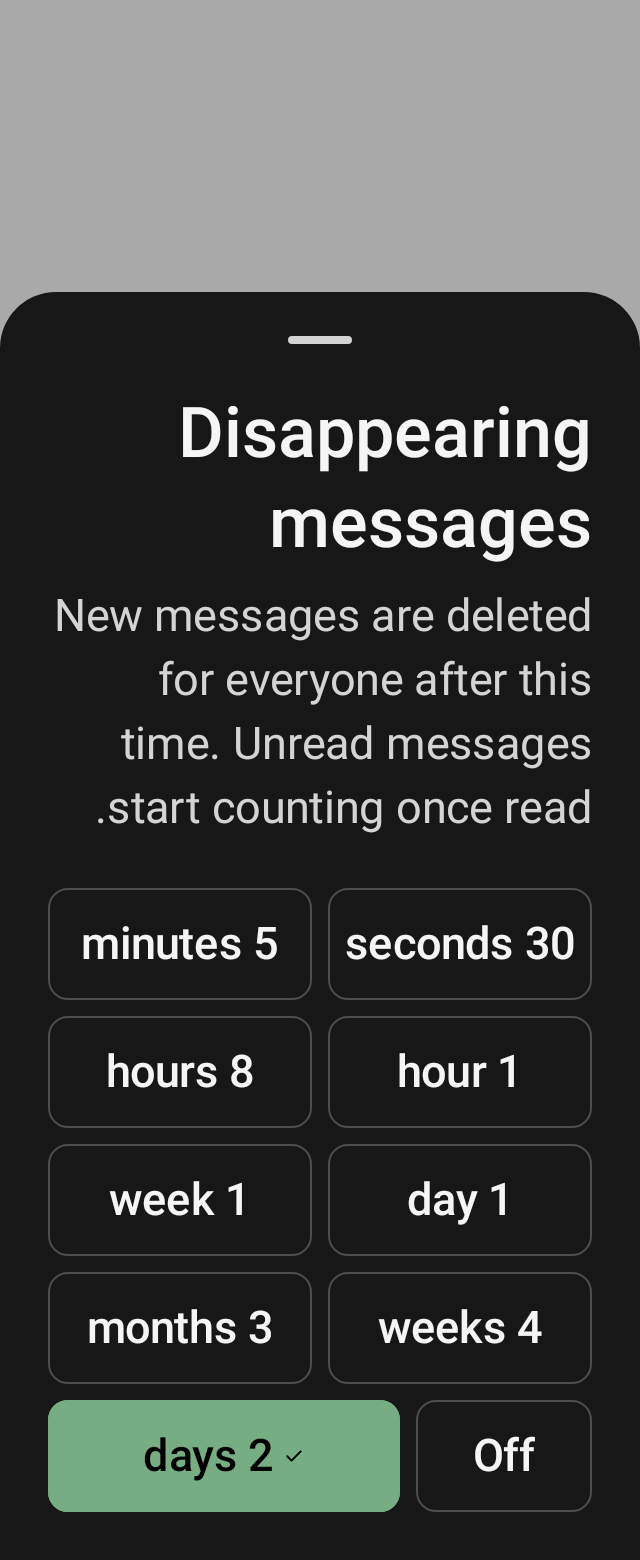 Disappearing
messages
New messages are deleted
for everyone after this
time. Unread messages
.start counting once read
seconds 30
minutes 5
hour 1
hours 8
day 1
week 1
weeks 4
months 3
Off
days 2